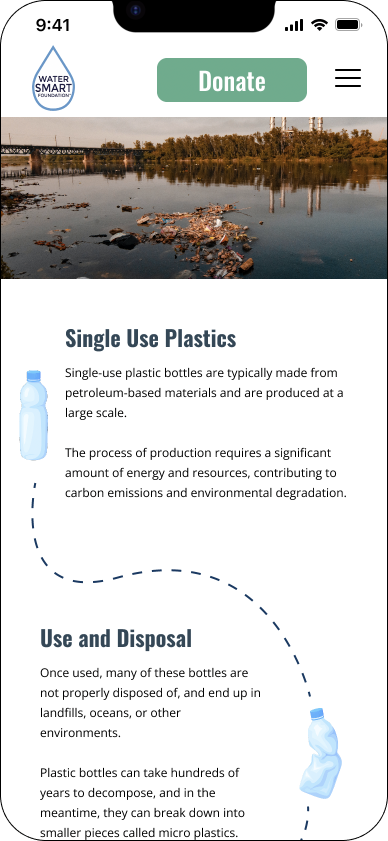 9:41
WATER
SMART
FOUNDATION
Donate
Single Use Plastics
Single-use plastic bottles are typically made from
petroleum-based materials and are produced at a
large scale.
The process of production requires a significant
amount of energy and resources, contributing to
carbon emissions and environmental degradation.
Use and Disposal
Once used, many of these bottles are
not properly disposed of, and end up in
landfills, oceans, or other
environments.
Plastic bottles can take hundreds of
years to decompose, and in the
meantime, they can break down into
smaller pieces called micro plastics.